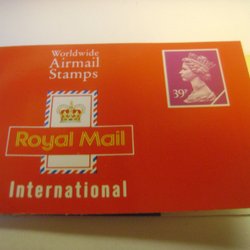 Worldwide
Airmail
Stamps
39P
Royal Mail
International